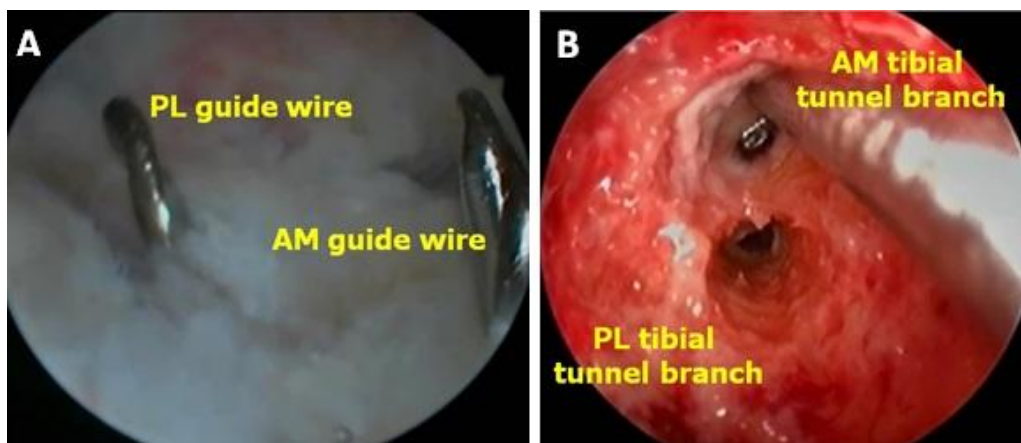 A
PL guide wire
AM guide wire
B
AM tibial
tunnel branch
PL tibial
tunnel branch